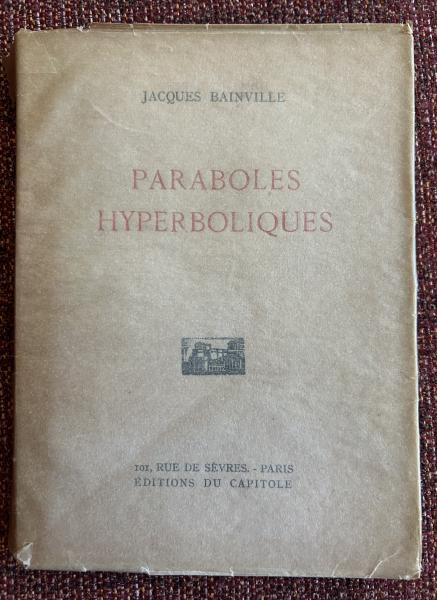 JACQUES BAINVILLE
PARABOLES
HYPERBOLIQUES
101, RUE DE SÈVRES. - PARIS
ÉDITIONS DU CAPITOLE